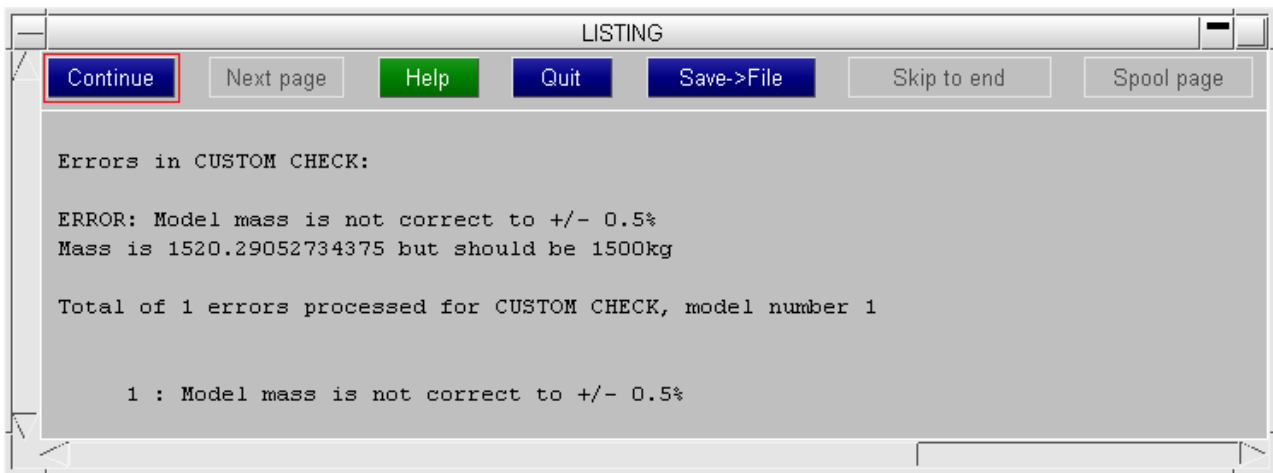 LISTING
Continue Next page Help Quit Save->File Skip to end Spool page
Errors in CUSTOM CHECK:
ERROR: Model mass is not correct to +/- 0.5%
Mass is 1520.29052734375 but should be 1500kg
Total of 1 errors processed for CUSTOM CHECK, model number 1
1 : Model mass is not correct to +/- 0.5%